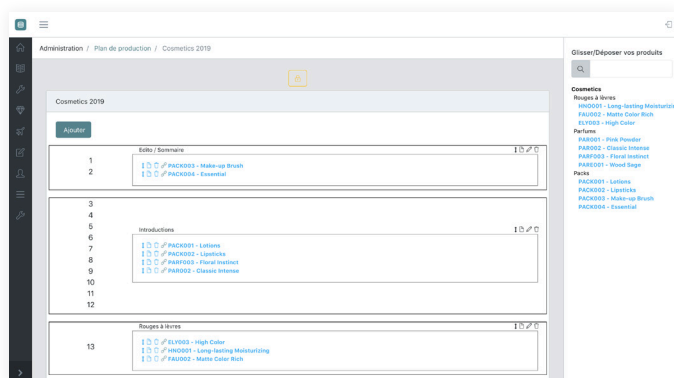 Administration / Plan de production / Cosmetics 2019
Cosmetics 2019
Ajouter
1
2
Edito / Sommaire
PACK003 - Make-up Brush
PACK004 - Essential
3
4
5
6
7
8
9
10
11
12
Introductions
PACK001 - Lotions
PACK002 - Lipsticks
PARF003 - Floral Instinct
PAR002 - Classic Intense
13
Rouges à lèvres
ELY003 - High Color
HNO001 - Long-lasting Moisturizing
FAU002 - Matte Color Rich
Glisser/Déposer vos produits
Cosmetics
Rouges à lèvres
HNO001 - Long-lasting Moisturizin
FAU002 - Matte Color Rich
ELY003 - High Color
Parfums
PAR001 - Pink Powder
PAR002 - Classic Intense
PARF003 - Floral Instinct
PARE001 - Wood Sage
Packs
PACK001 - Lotions
PACK002 - Lipsticks
PACK003 - Make-up Brush
PACK004 - Essential